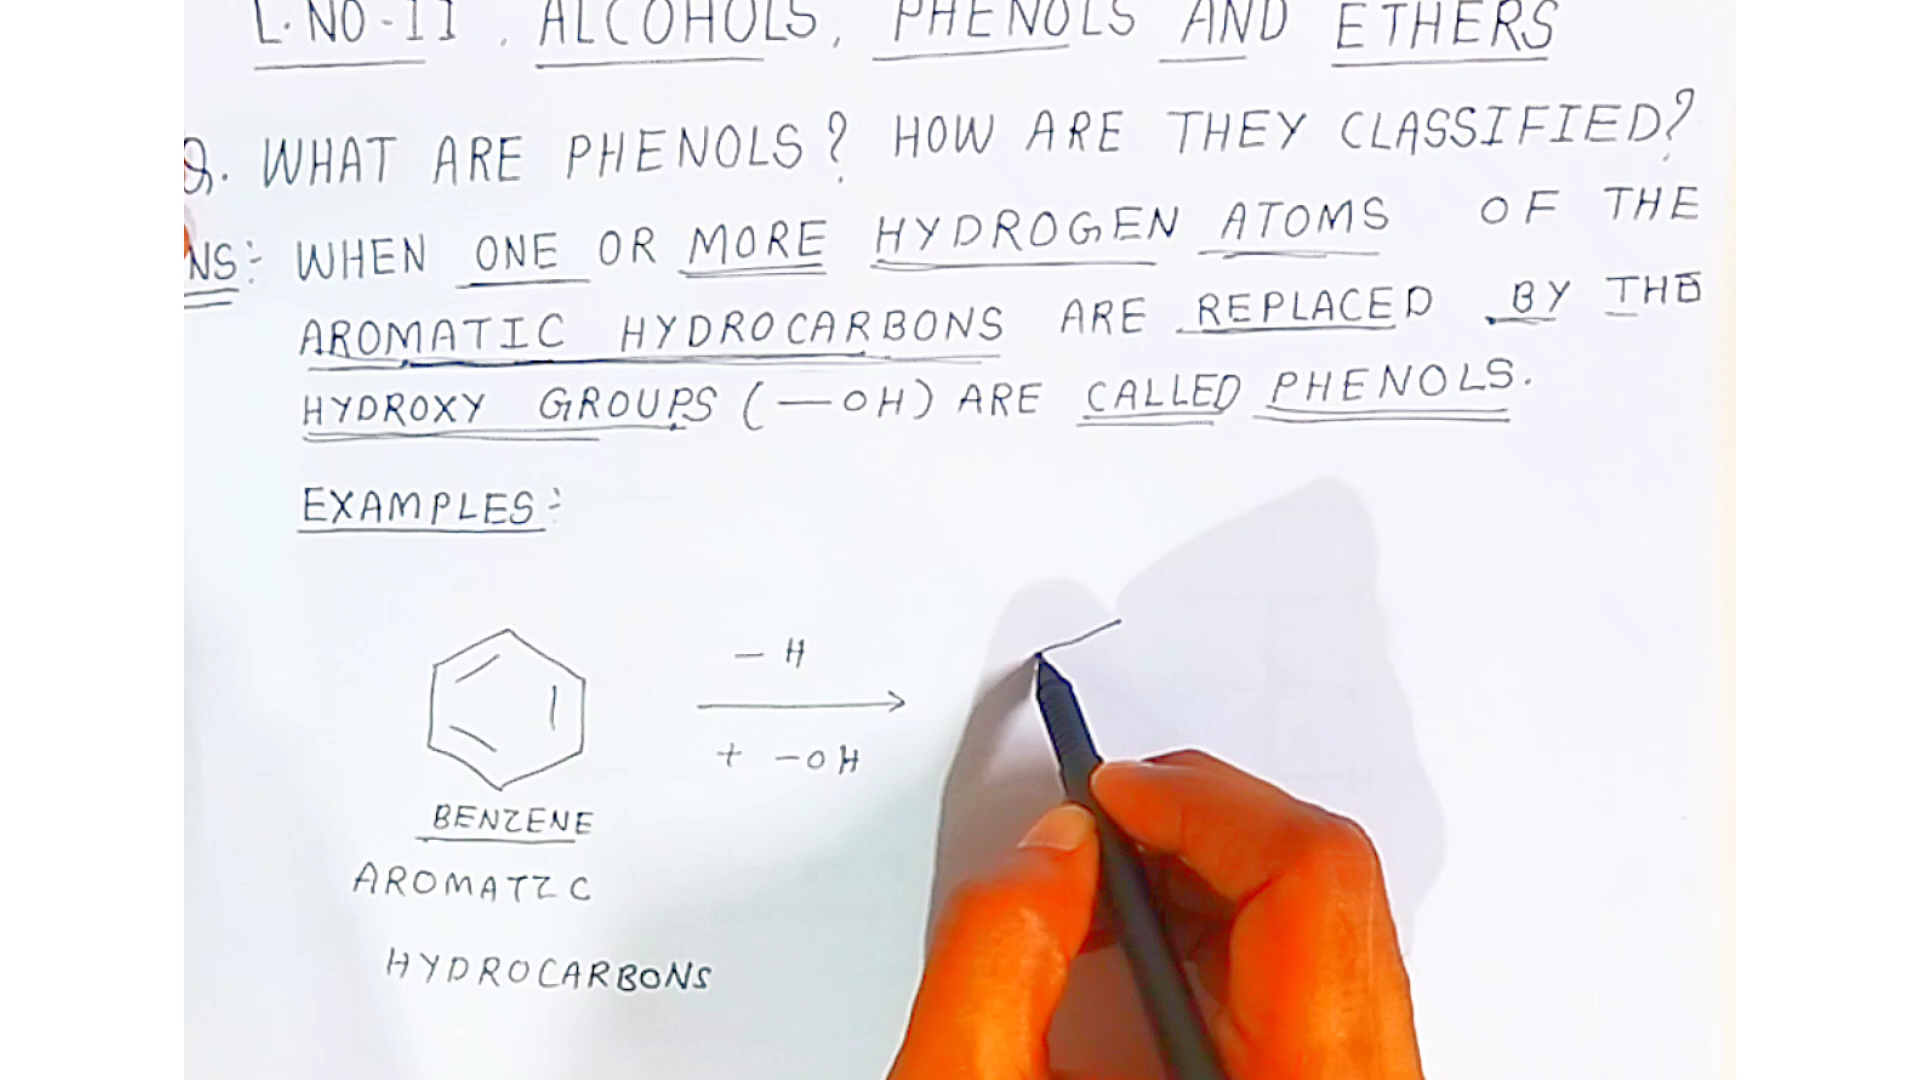 L.NO-11. ALCOHOLS, PHENOLS AND ETHERS
Q. WHAT ARE PHENOLS? HOW ARE THEY CLASSIFIED?
NS:- WHEN ONE OR MORE HYDROGEN ATOMS OF THE
AROMATIC HYDROCARBONS ARE REPLACED BY THE
HYDROXY GROUPS (—OH) ARE CALLED PHENOLS.
EXAMPLES:-
— H
+ —OH
BENZENE
AROMATIC
HYDROCARBONS